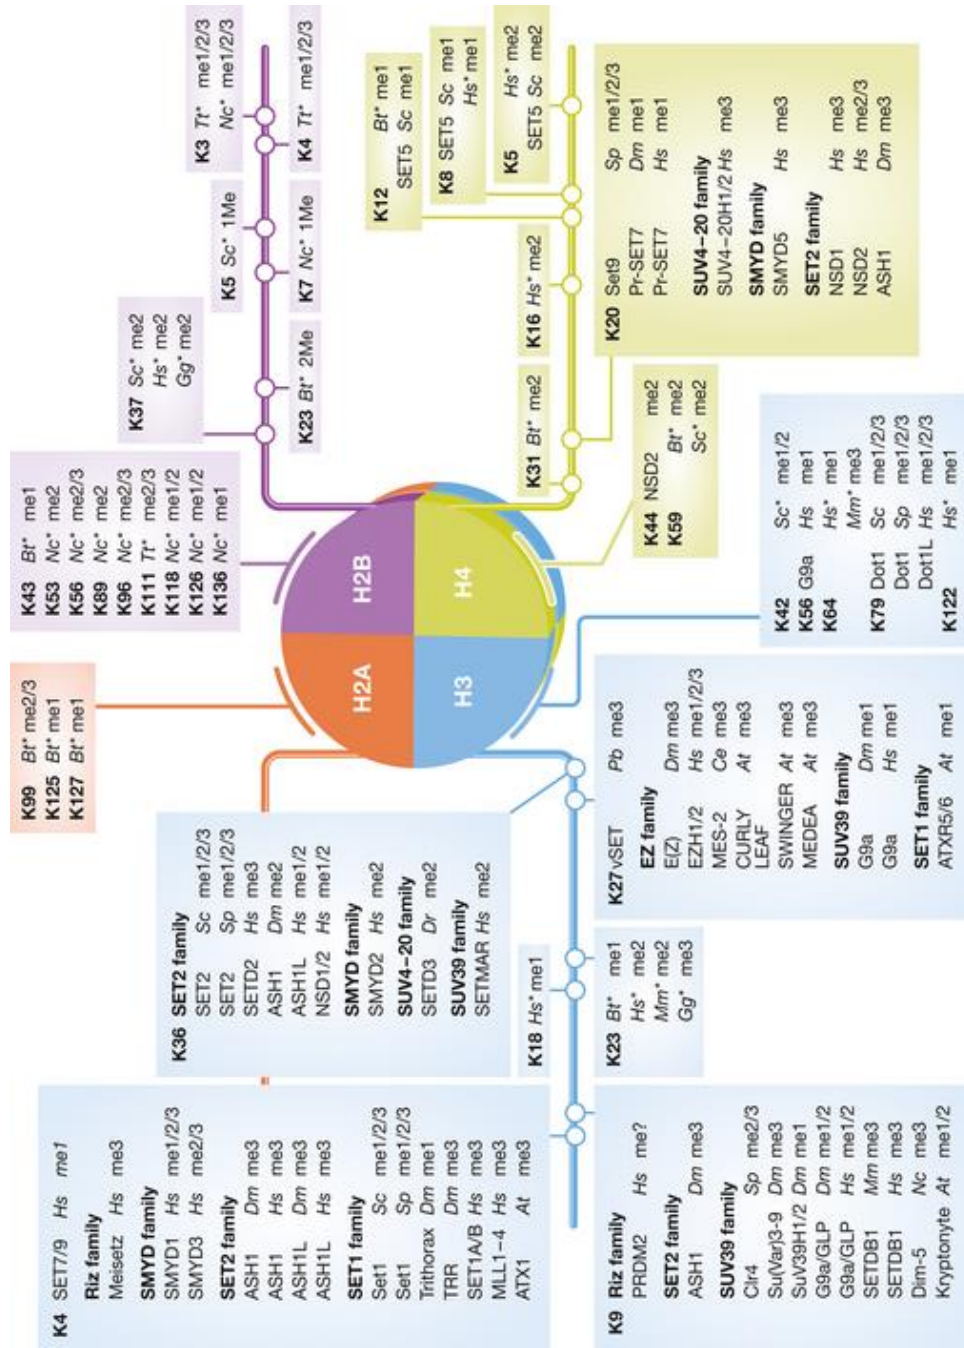 K4 SET7/9 Hs me1
Riz family
Meisetz Hs me3
SMYD family
SMYD1 Hs me1/2/3
SMYD3 Hs me2/3
SET2 family
ASH1 Dm me3
ASH1 Hs me3
ASH1L Dm me3
ASH1L Hs me3
SET1 family
Set1 Sc me1/2/3
Set1 Sp me1/2/3
Trithorax Dm me1
TRR Dm me3
SET1A/B Hs me3
MLL1–4 Hs me3
ATX1 At me3
K36 SET2 family
SET2 Sc me1/2/3
SET2 Sp me1/2/3
SETD2 Hs me3
ASH1 Dm me2
ASH1L Hs me1/2
NSD1/2 Hs me1/2
SMYD family
SMYD2 Hs me2
SUV4–20 family
SETD3 Dr me2
SUV39 family
SETMAR Hs me2
K99 Bt* me2/3
K125 Bt* me1
K127 Bt* me1
K43 Bt* me1
K53 Nc* me2
K56 Nc* me2/3
K89 Nc* me2
K96 Nc* me2/3
K111 Tt* me2/3
K118 Nc* me1/2
K126 Nc* me1/2
K136 Nc* me1
K37 Sc* me2
Hs* me2
Gg* me2
K5 Sc* 1Me
K3 Tt* me1/2/3
Nc* me1/2/3
K23 Bt* 2Me
K7 Nc* 1Me
K4 Tt* me1/2/3
H2A
H2B
H3
H4
K18 Hs* me1
K31 Bt* me2
K16 Hs* me2
K12 Bt* me1
SET5 Sc me1
K8 SET5 Sc me1
Hs* me1
K5 Hs* me2
SET5 Sc me2
K9 Riz family
PRDM2 Hs me?
SET2 family
ASH1 Dm me3
SUV39 family
Clr4 Sp me2/3
Su(Var)3-9 Dm me3
SuV39H1/2 Dm me1
G9a/GLP Dm me1/2
G9a/GLP Hs me1/2
SETDB1 Mm me3
SETDB1 Hs me3
Dim-5 Nc me3
Kryptonyte At me1/2
K23 Bt* me1
Hs* me2
Mm* me2
Gg* me3
K27 vSET Pb me3
EZ family
E(Z) Dm me3
EZH1/2 Hs me1/2/3
MES-2 Ce me3
CURLY At me3
LEAF
SWINGER At me3
MEDEA At me3
SUV39 family
G9a Dm me1
G9a Hs me1
SET1 family
ATXR5/6 At me1
K42 Sc* me1/2
K56 G9a Hs me1
K64 Hs* me1
Mm* me3
K79 Dot1 Sc me1/2/3
Dot1 Sp me1/2/3
Dot1L Hs me1/2/3
K122 Hs* me1
K44 NSD2 me2
K59 Bt* me2
Sc* me2
K20 Set9 Sp me1/2/3
Pr-SET7 Dm me1
Pr-SET7 Hs me1
SUV4–20 family
SUV4–20H1/2 Hs me3
SMYD family
SMYD5 Hs me3
SET2 family
NSD1 Hs me3
NSD2 Hs me2/3
ASH1 Dm me3